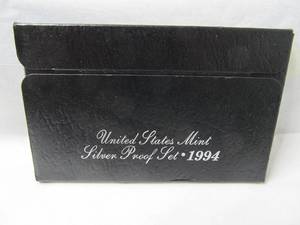 United States Mint
Silver Proof Set • 1994